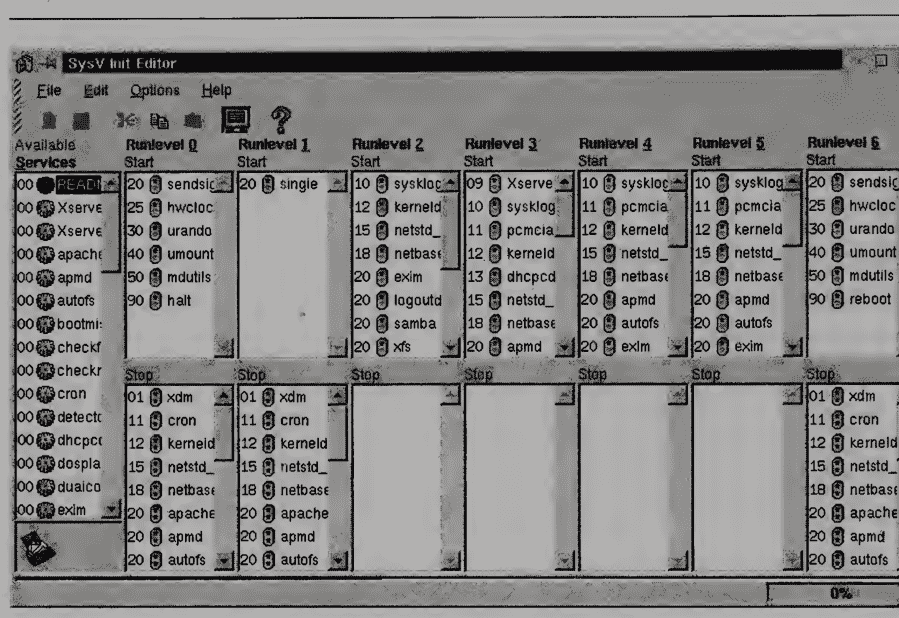 SysV Init Editor
File Edit Options Help
Available
Services
00 READ
00 Xserve
00 Xserve
00 apache
00 apmd
00 autofs
00 bootmi
00 checkf
00 checkr
00 cron
00 detectc
00 dhcpcc
00 dospla
00 duaico
00 exim
Runlevel 0
Start
20 sendsig
25 hwcloc
30 urando
40 umount
50 mdutils
90 halt
Stop
01 xdm
11 cron
12 kerneld
15 netstd_
18 netbase
20 apache
20 apmd
20 autofs
Runlevel 1
Start
20 single
Stop
01 xdm
11 cron
12 kerneld
15 netstd_
18 netbase
20 apache
20 apmd
20 autofs
Runlevel 2
Start
10 sysklog
12 kerneld
15 netstd_
18 netbase
20 exim
20 logoutd
20 samba
20 xfs
Stop
Runlevel 3
Start
09 Xserve
10 sysklog
11 pcmcia
12 kerneld
13 dhcpcd
15 netstd_
18 netbase
20 apmd
Stop
Runlevel 4
Start
10 sysklog
11 pcmcia
12 kerneld
15 netstd_
18 netbase
20 apmd
20 autofs
20 exim
Stop
Runlevel 5
Start
10 sysklog
11 pcmcia
12 kerneld
15 netstd_
18 netbase
20 apmd
20 autofs
20 exim
Stop
Runlevel 6
Start
20 sendsig
25 hwcloc
30 urando
40 umount
50 mdutils
90 reboot
Stop
01 xdm
11 cron
12 kerneld
15 netstd_
18 netbase
20 apache
20 apmd
20 autofs
0%